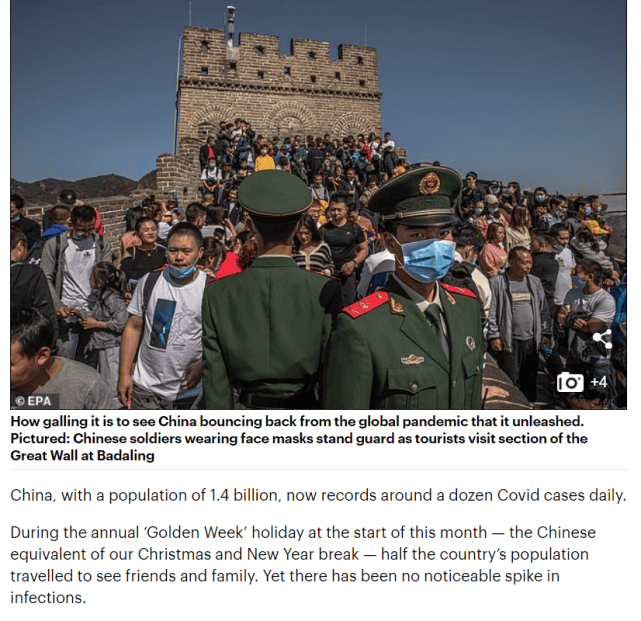 +4
© EPA
How galling it is to see China bouncing back from the global pandemic that it unleashed.
Pictured: Chinese soldiers wearing face masks stand guard as tourists visit section of the
Great Wall at Badaling
China, with a population of 1.4 billion, now records around a dozen Covid cases daily.
During the annual ‘Golden Week’ holiday at the start of this month — the Chinese
equivalent of our Christmas and New Year break — half the country’s population
travelled to see friends and family. Yet there has been no noticeable spike in
infections.